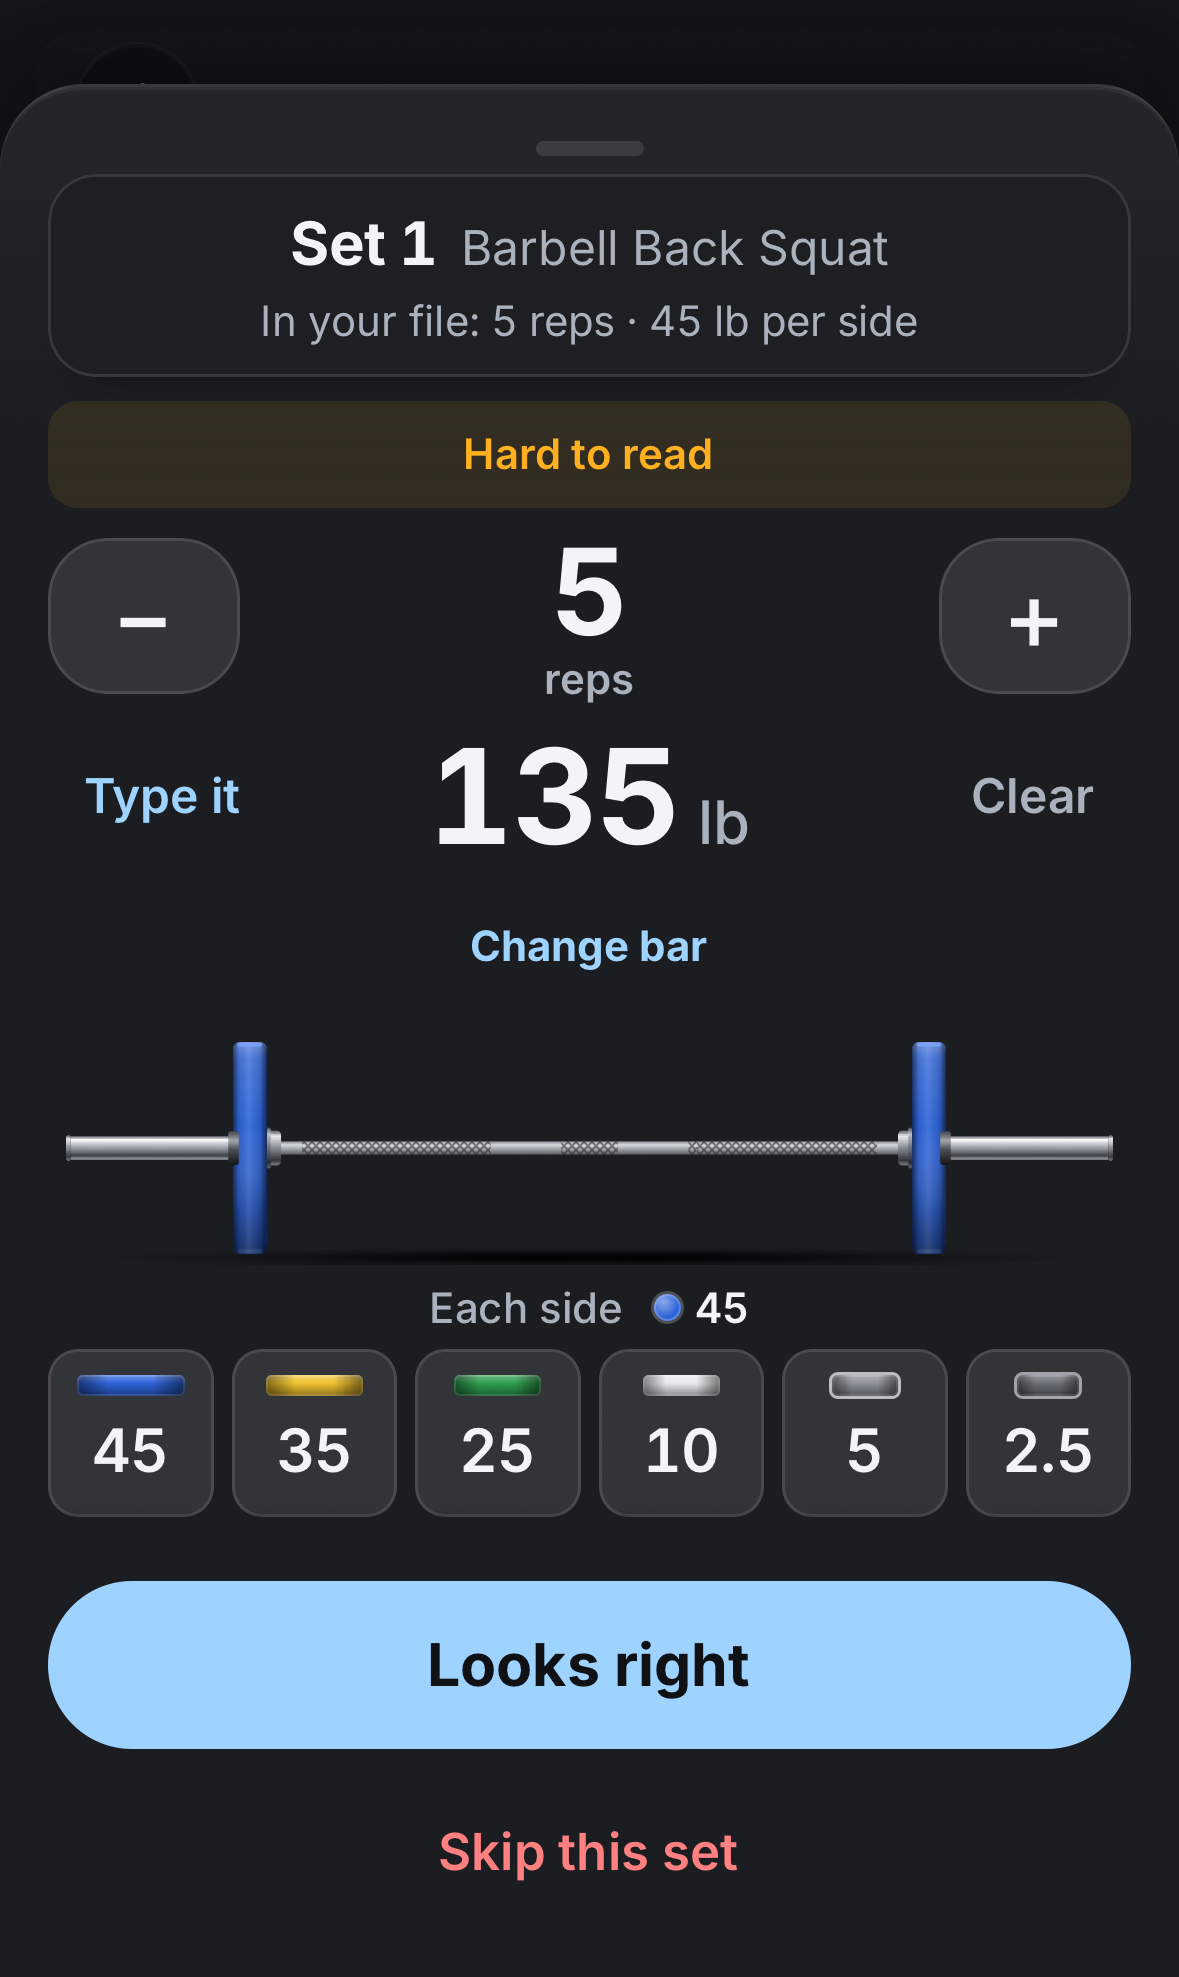 Set 1 Barbell Back Squat
In your file: 5 reps · 45 lb per side
Hard to read
−
5
reps
+
Type it
135 lb
Clear
Change bar
Each side 45
45 35 25 10 5 2.5
Looks right
Skip this set